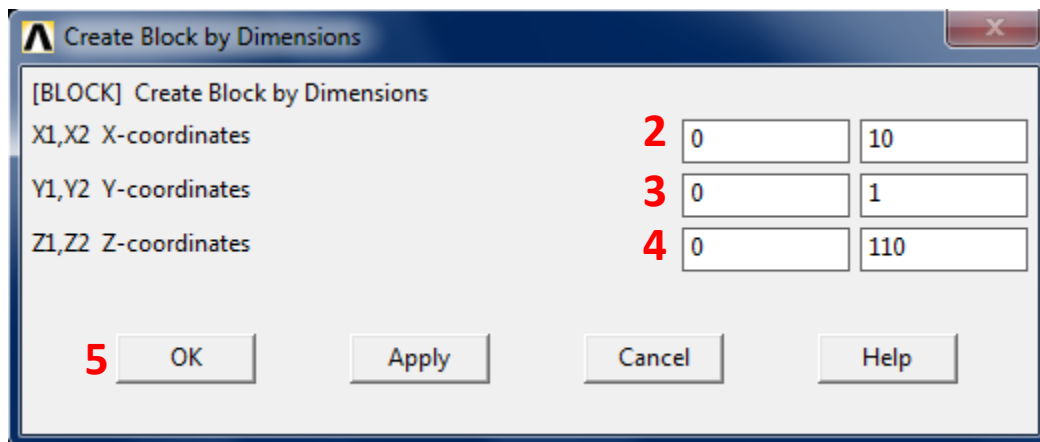 Create Block by Dimensions
[BLOCK] Create Block by Dimensions
X1,X2 X-coordinates 2 0 10
Y1,Y2 Y-coordinates 3 0 1
Z1,Z2 Z-coordinates 4 0 110
5 OK Apply Cancel Help